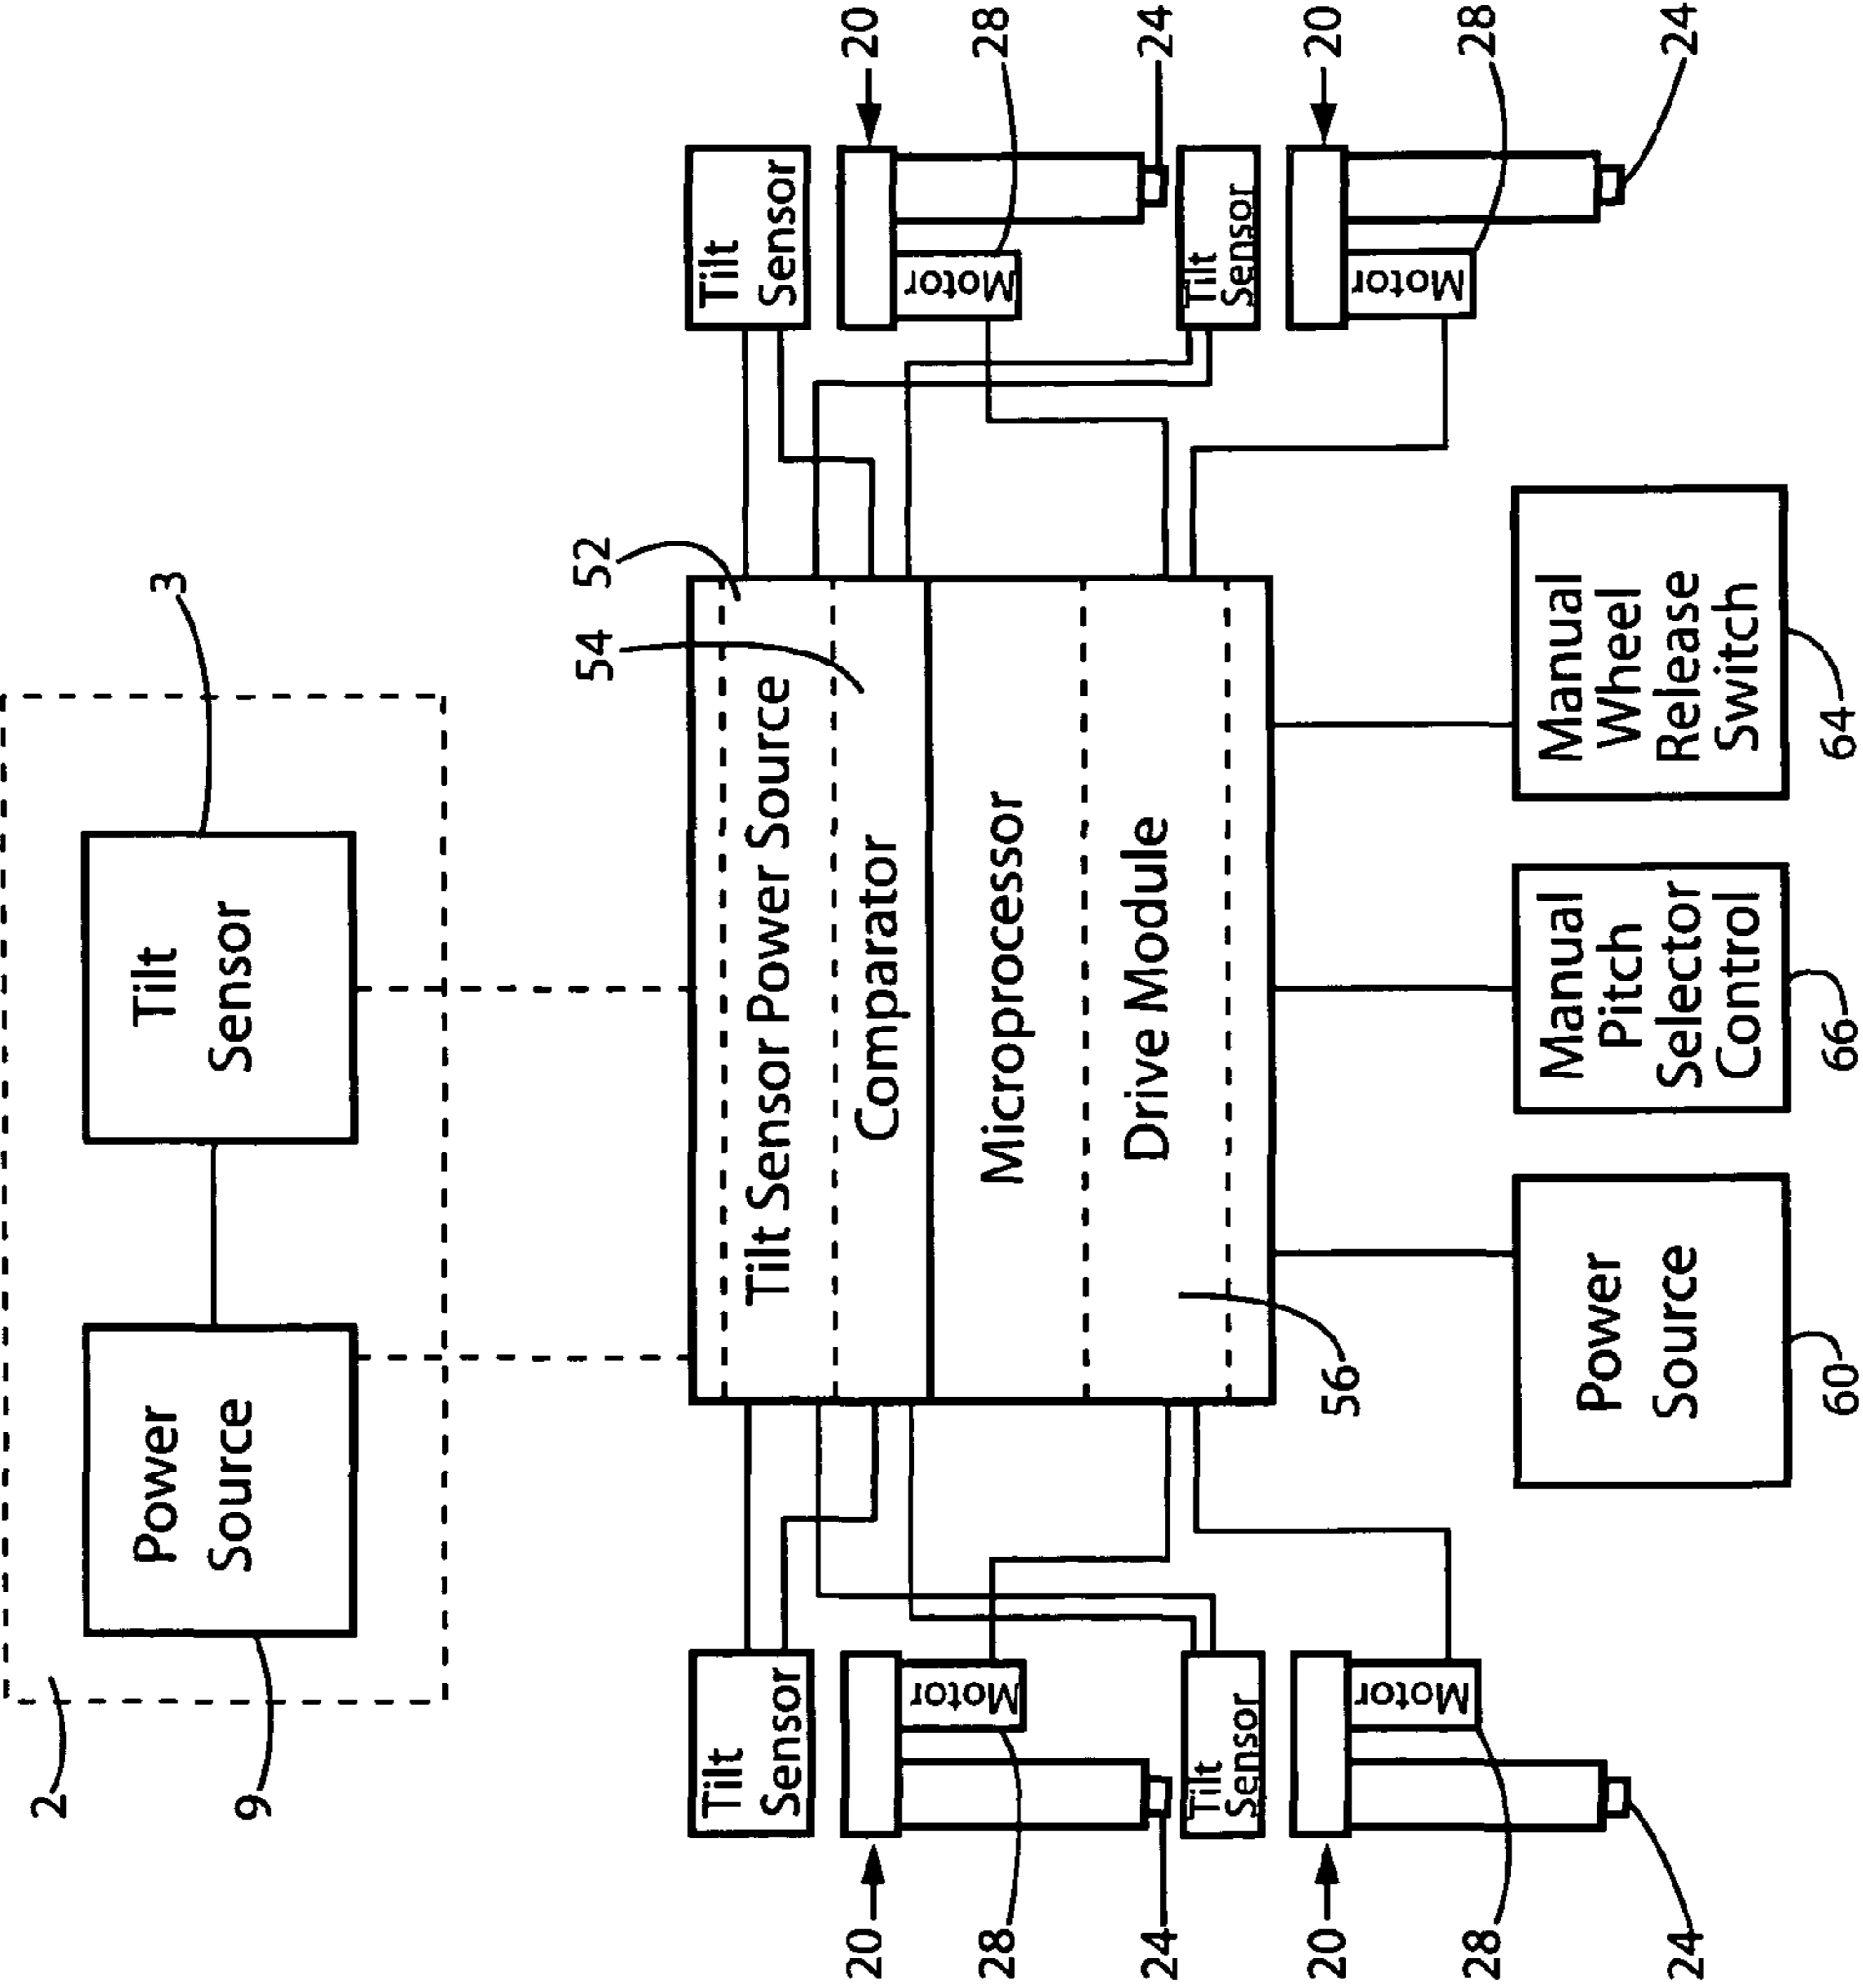 2
9
Power
Source
Tilt
Sensor
3
52
54
Tilt
Sensor
Tilt Sensor Power Source
Tilt
Sensor
20
20
Comparator
28
Motor
Microprocessor
Motor
28
24
Drive Module
24
Tilt
Sensor
Tilt
Sensor
56
20
20
28
Motor
Motor
28
24
24
Power
Source
60
Manual
Pitch
Selector
Control
66
Manual
Wheel
Release
Switch
64